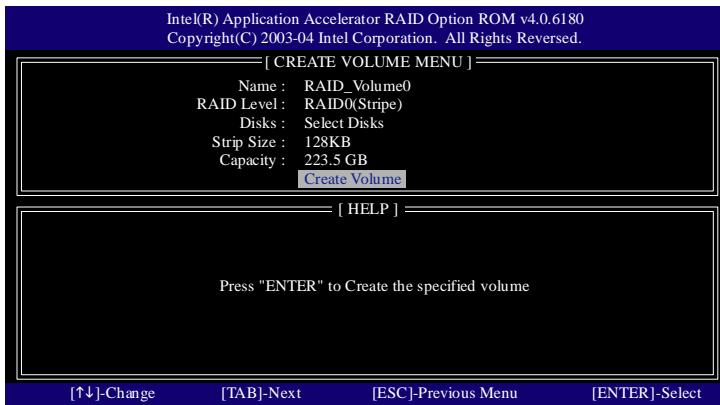 Intel(R) Application Accelerator RAID Option ROM v4.0.6180
Copyright(C) 2003-04 Intel Corporation. All Rights Reversed.
[ CREATE VOLUME MENU ]
Name : RAID_Volume0
RAID Level : RAID0(Stripe)
Disks : Select Disks
Strip Size : 128KB
Capacity : 223.5 GB
Create Volume
[ HELP ]
Press "ENTER" to Create the specified volume
[↑↓]-Change [TAB]-Next [ESC]-Previous Menu [ENTER]-Select